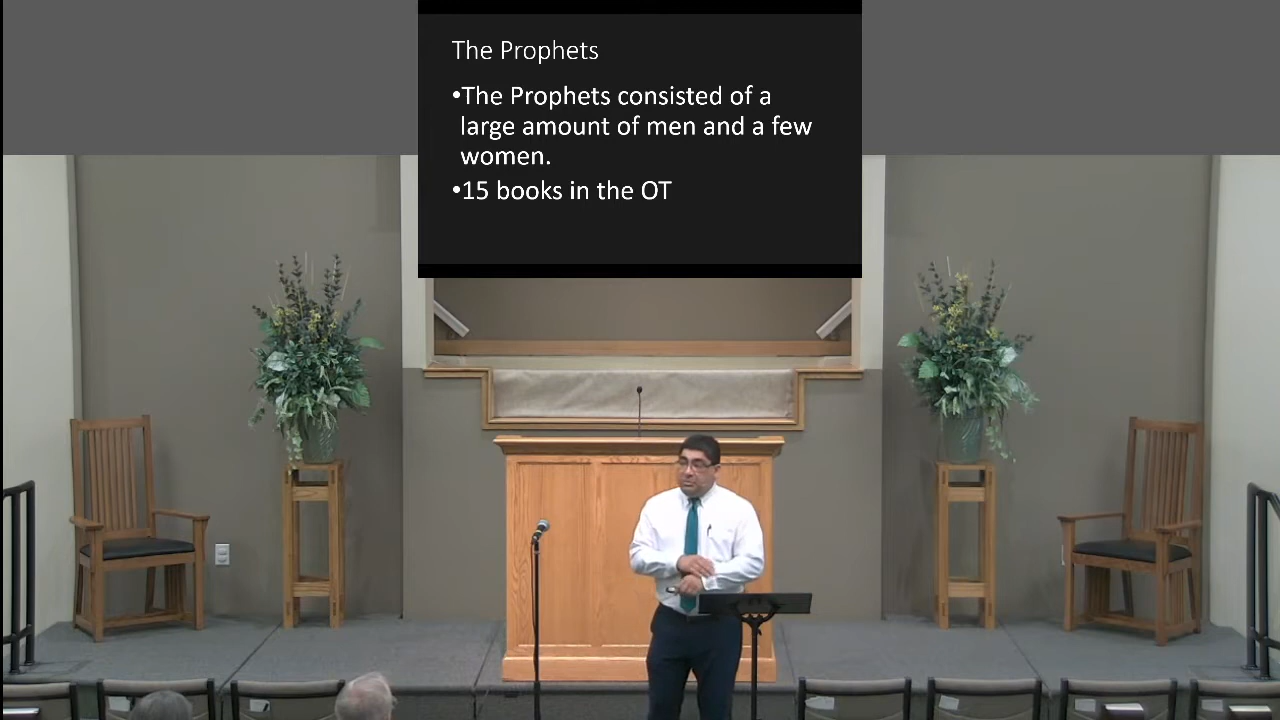 The Prophets
•The Prophets consisted of a
large amount of men and a few
women.
•15 books in the OT